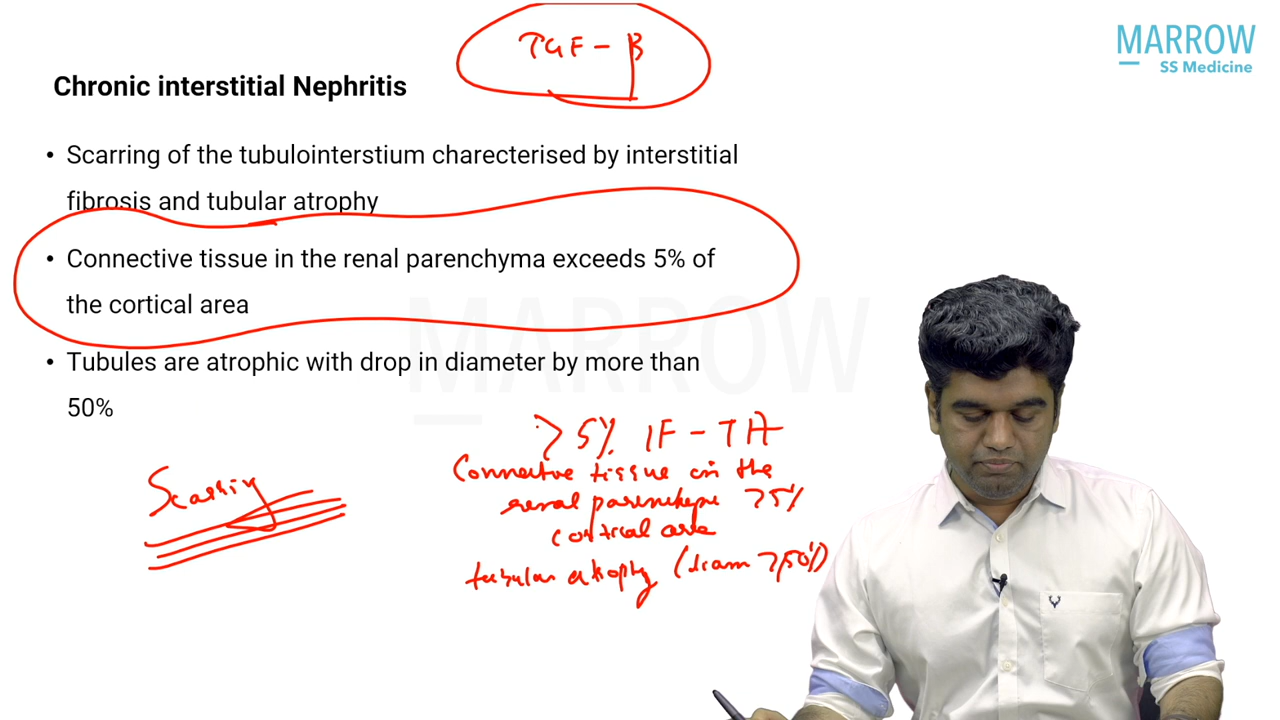 TGF - β
MARROW
SS Medicine
Chronic interstitial Nephritis
• Scarring of the tubulointerstium charecterised by interstitial
fibrosis and tubular atrophy
• Connective tissue in the renal parenchyma exceeds 5% of
the cortical area
• Tubules are atrophic with drop in diameter by more than
50%
MARROW
Scarring
>5% IF - TA
Connective tissue in the
renal >5%
cortical area
tubular atrophy (diam >50%)